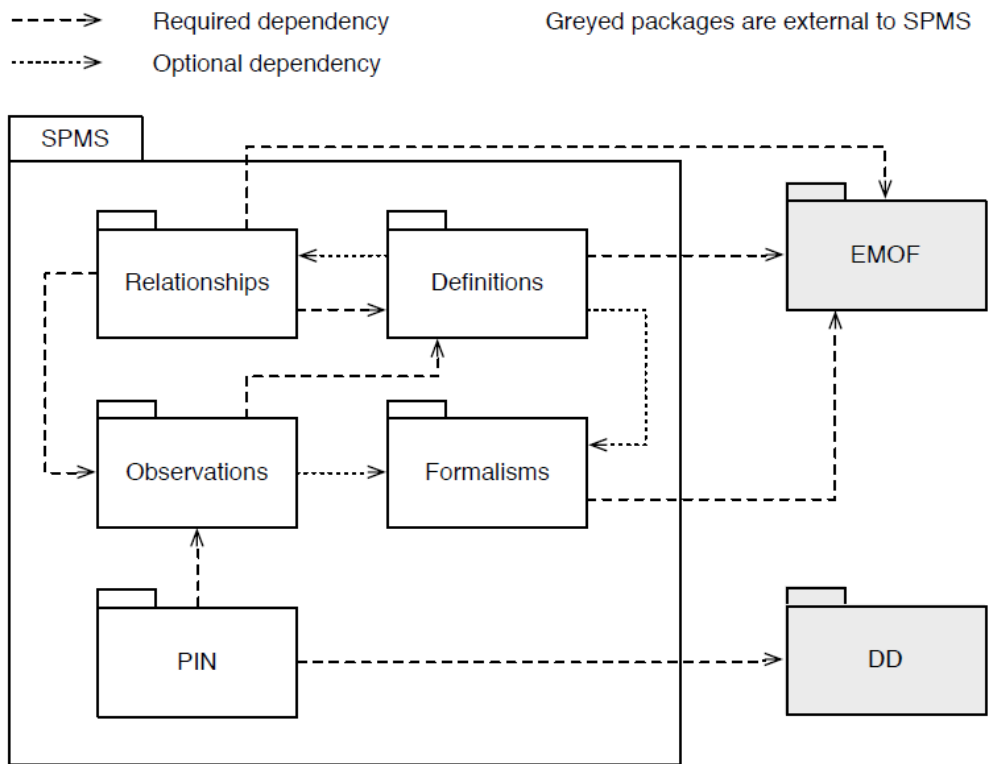 Required dependency
Greyed packages are external to SPMS
Optional dependency
SPMS
EMOF
Relationships
Definitions
Observations
Formalisms
PIN
DD